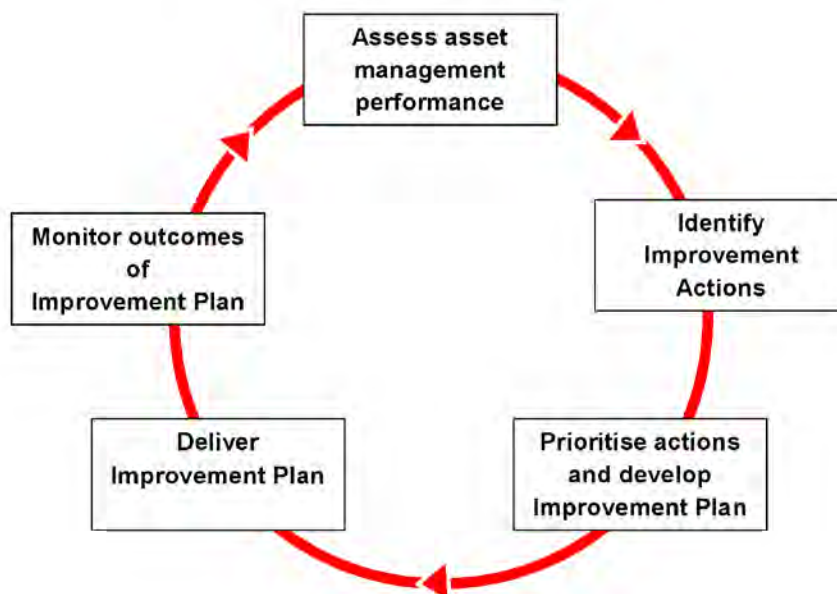 Assess asset
management
performance
Identify
Improvement
Actions
Prioritise actions
and develop
Improvement Plan
Deliver
Improvement Plan
Monitor outcomes
of
Improvement Plan